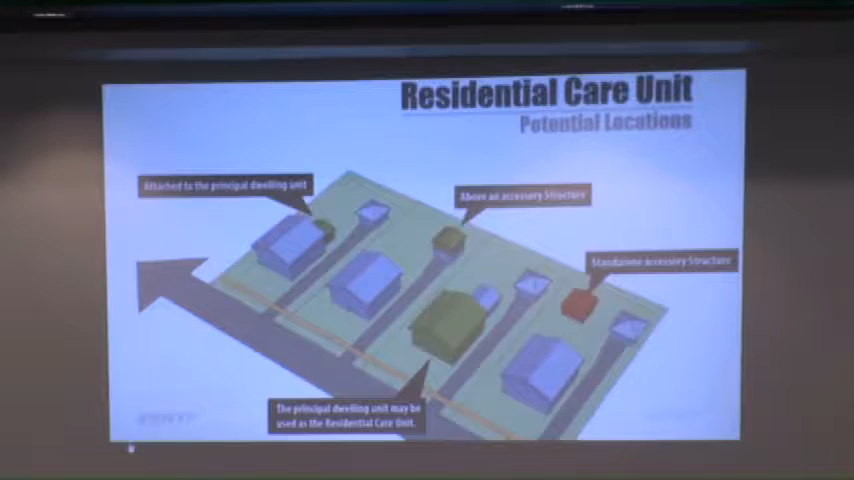 Residential Care Unit
Potential Locations
Attached to the principal dwelling unit
Above an accessory Structure
Standalone accessory Structure
The principal dwelling unit may be
used as the Residential Care Unit.